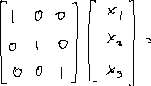 [1 0 0] [x₁]
[0 1 0] [x₂] =
[0 0 1] [x₃]